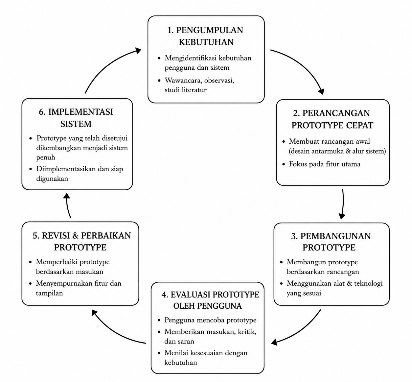 1. PENGUMPULAN
KEBUTUHAN
• Mengidentifikasi kebutuhan
pengguna dan sistem
• Wawancara, observasi,
studi literatur
2. PERANCANGAN
PROTOTYPE CEPAT
• Membuat rancangan awal
(desain antarmuka & alur sistem)
• Fokus pada fitur utama
3. PEMBANGUNAN
PROTOTYPE
• Membangun prototype
berdasarkan rancangan
• Menggunakan alat & teknologi
yang sesuai
4. EVALUASI PROTOTYPE
OLEH PENGGUNA
• Pengguna mencoba prototype
• Memberikan masukan, kritik,
dan saran
• Menilai kesesuaian dengan
kebutuhan
5. REVISI & PERBAIKAN
PROTOTYPE
• Memperbaiki prototype
berdasarkan masukan
• Menyempurnakan fitur dan
tampilan
6. IMPLEMENTASI
SISTEM
• Prototype yang telah disetujui
dikembangkan menjadi sistem
penuh
• Diimplementasikan dan siap
digunakan